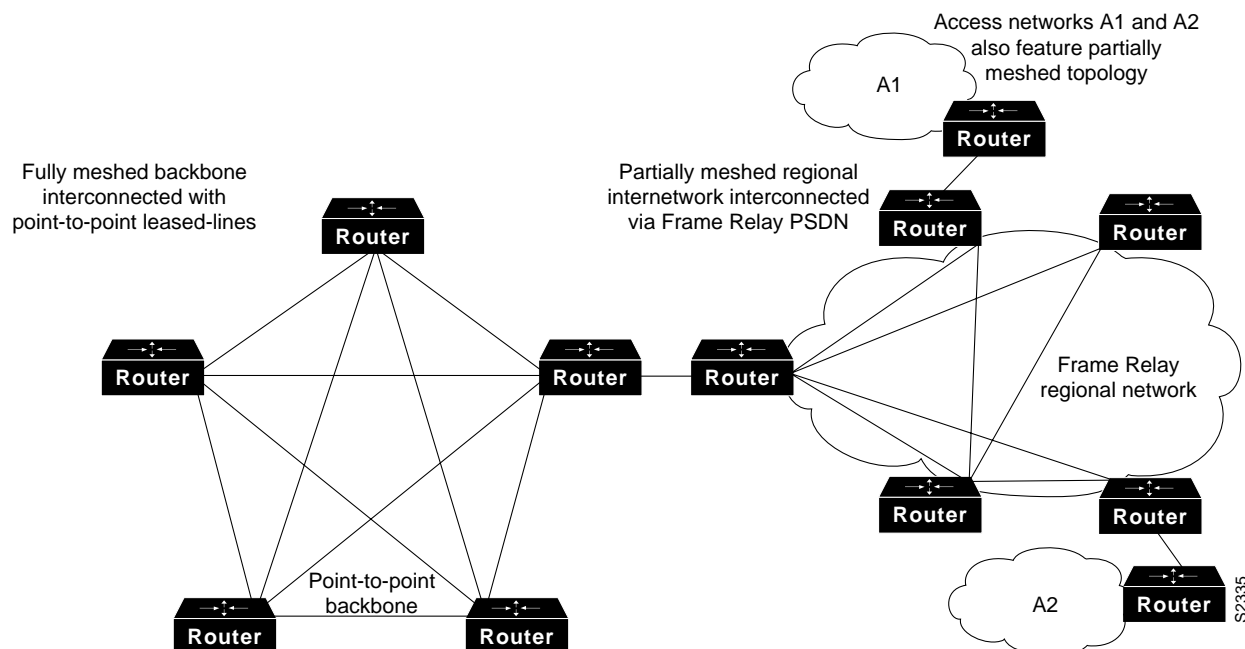 Access networks A1 and A2
also feature partially
meshed topology
A1
Router
Fully meshed backbone
interconnected with
point-to-point leased-lines
Partially meshed regional
internetwork interconnected
via Frame Relay PSDN
Router
Router
Router
Router
Router
Router
Frame Relay
regional network
Router
Router
Point-to-point
backbone
Router
Router
A2
Router
S2335